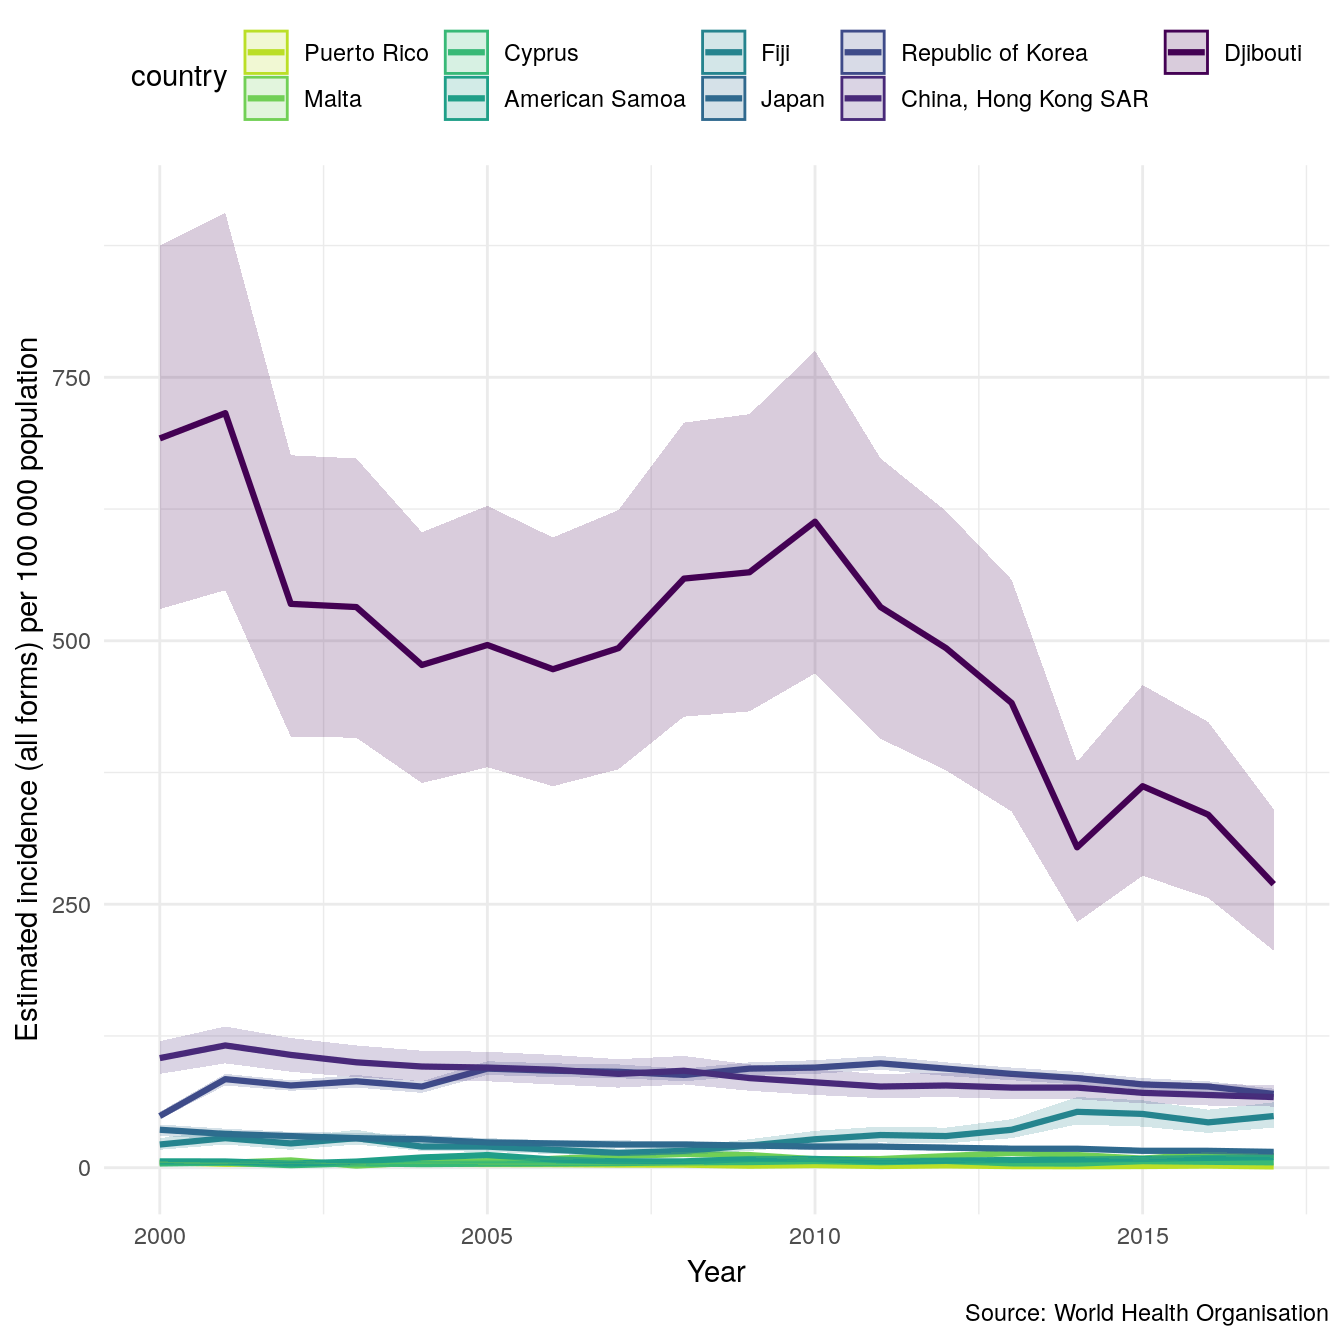 country
Puerto Rico
Cyprus
Fiji
Republic of Korea
Djibouti
Malta
American Samoa
Japan
China, Hong Kong SAR
Estimated incidence (all forms) per 100 000 population
750
500
250
0
2000
2005
2010
2015
Year
Source: World Health Organisation